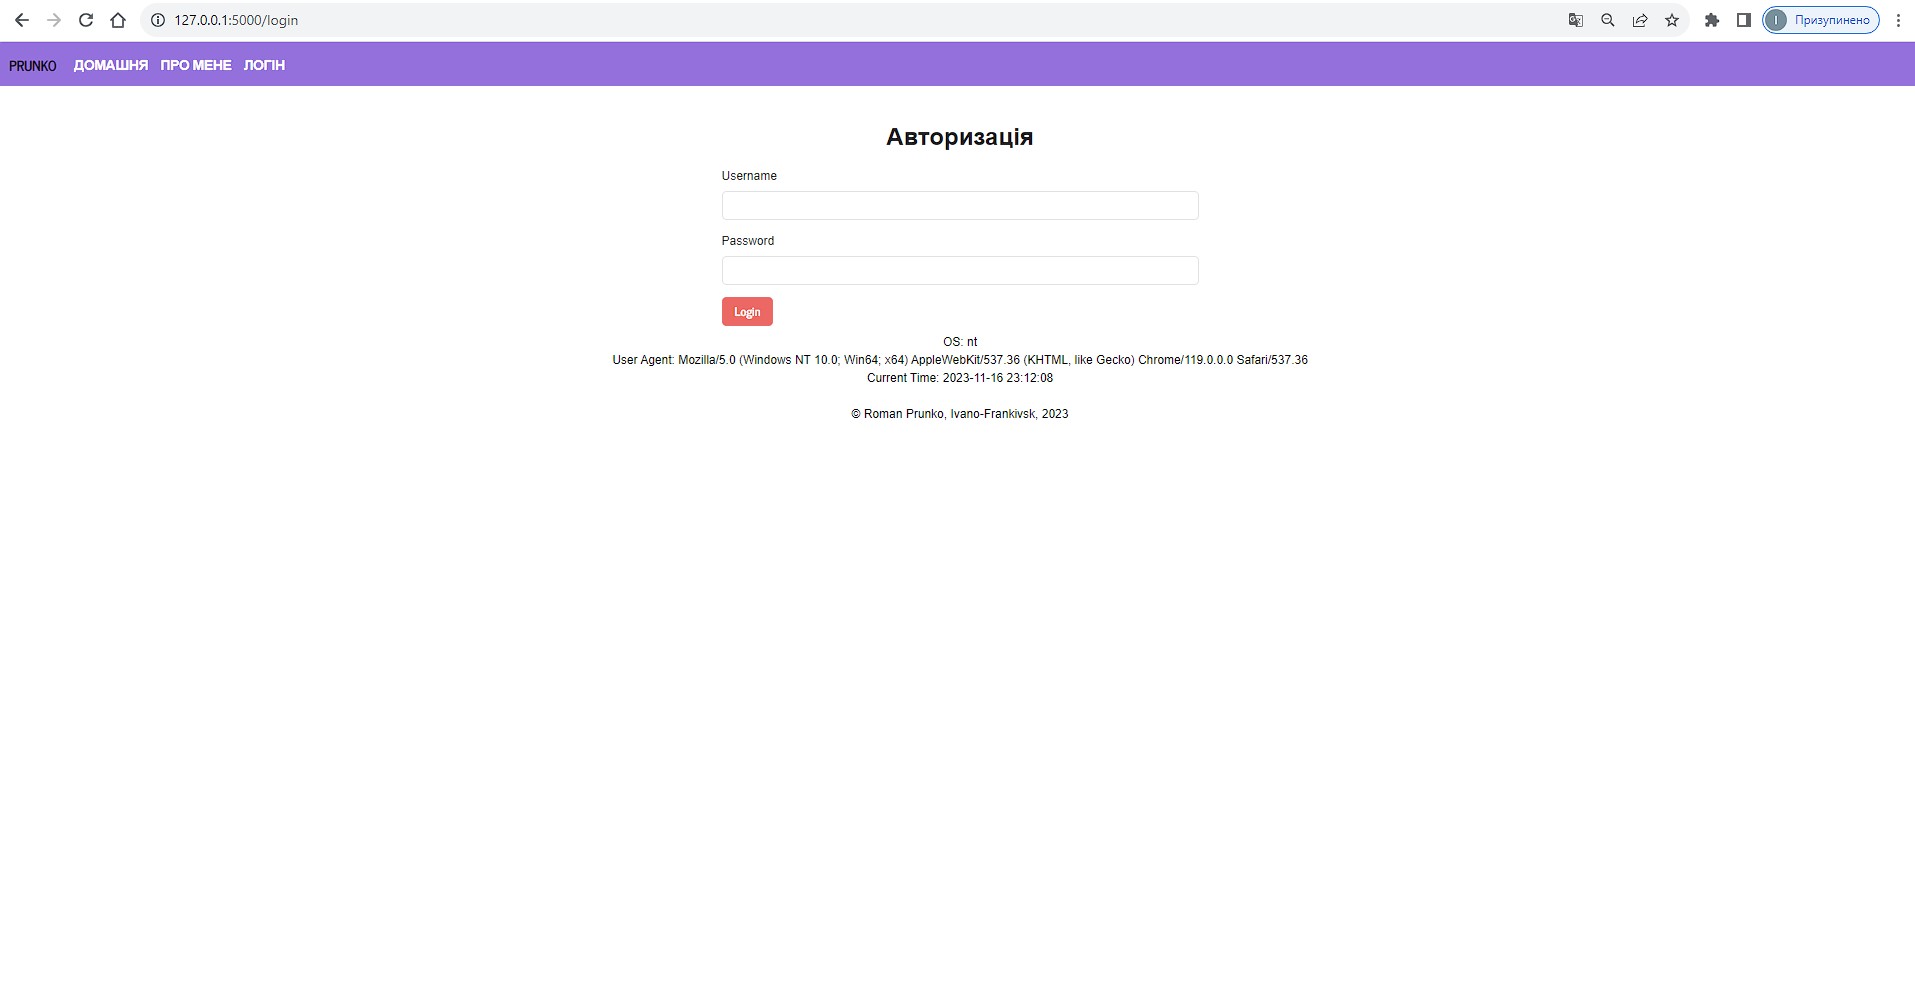 127.0.0.1:5000/login
І Призупинено
PRUNKO ДОМАШНЯ ПРО МЕНЕ ЛОГІН
Авторизація
Username
Password
Login
OS: nt
User Agent: Mozilla/5.0 (Windows NT 10.0; Win64; x64) AppleWebKit/537.36 (KHTML, like Gecko) Chrome/119.0.0.0 Safari/537.36
Current Time: 2023-11-16 23:12:08
© Roman Prunko, Ivano-Frankivsk, 2023